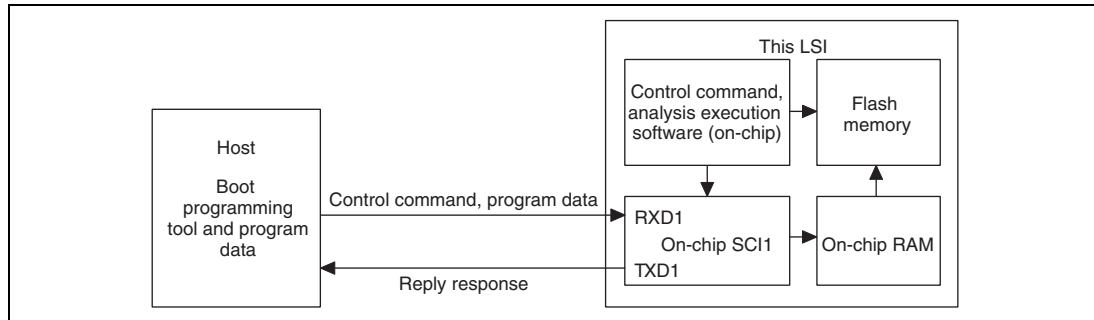 This LSI
Control command,
analysis execution
software (on-chip)
Flash
memory
Host
Boot
programming
tool and program
data
Control command, program data
RXD1
On-chip SCI1
TXD1
On-chip RAM
Reply response